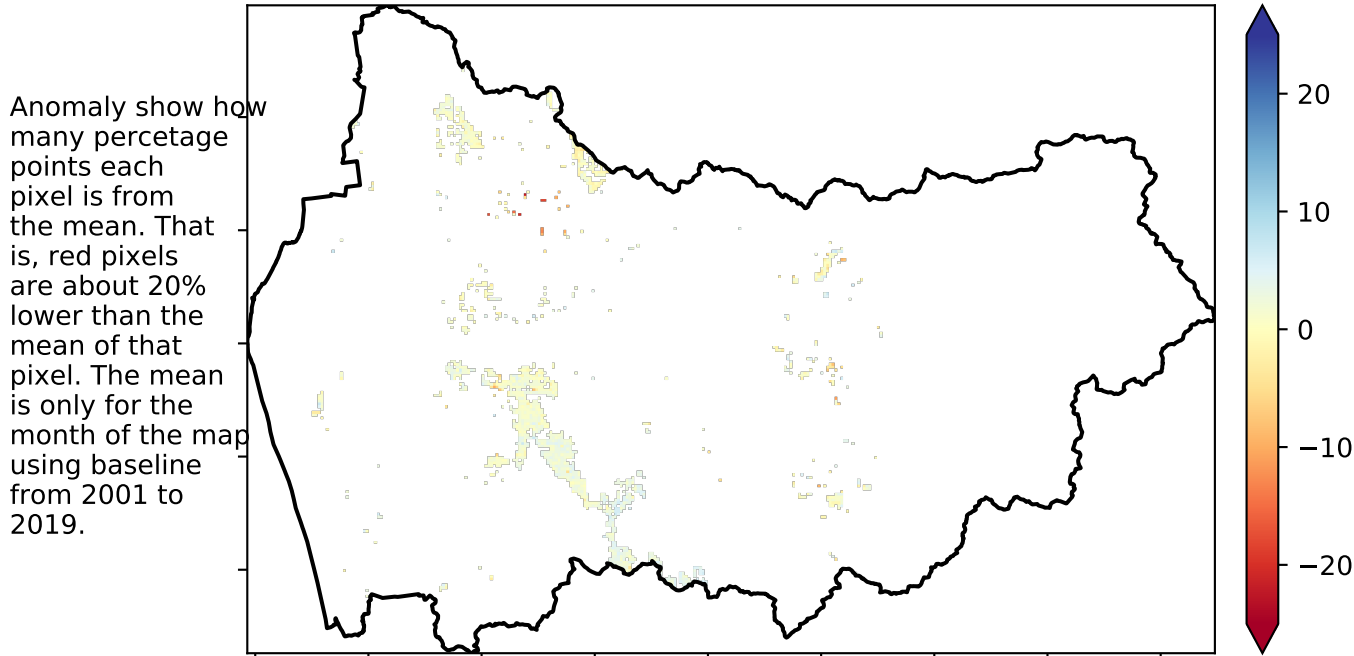 Anomaly show how
many percetage
points each
pixel is from
the mean. That
is, red pixels
are about 20%
lower than the
mean of that
pixel. The mean
is only for the
month of the map
using baseline
from 2001 to
2019.
20
10
0
−10
−20